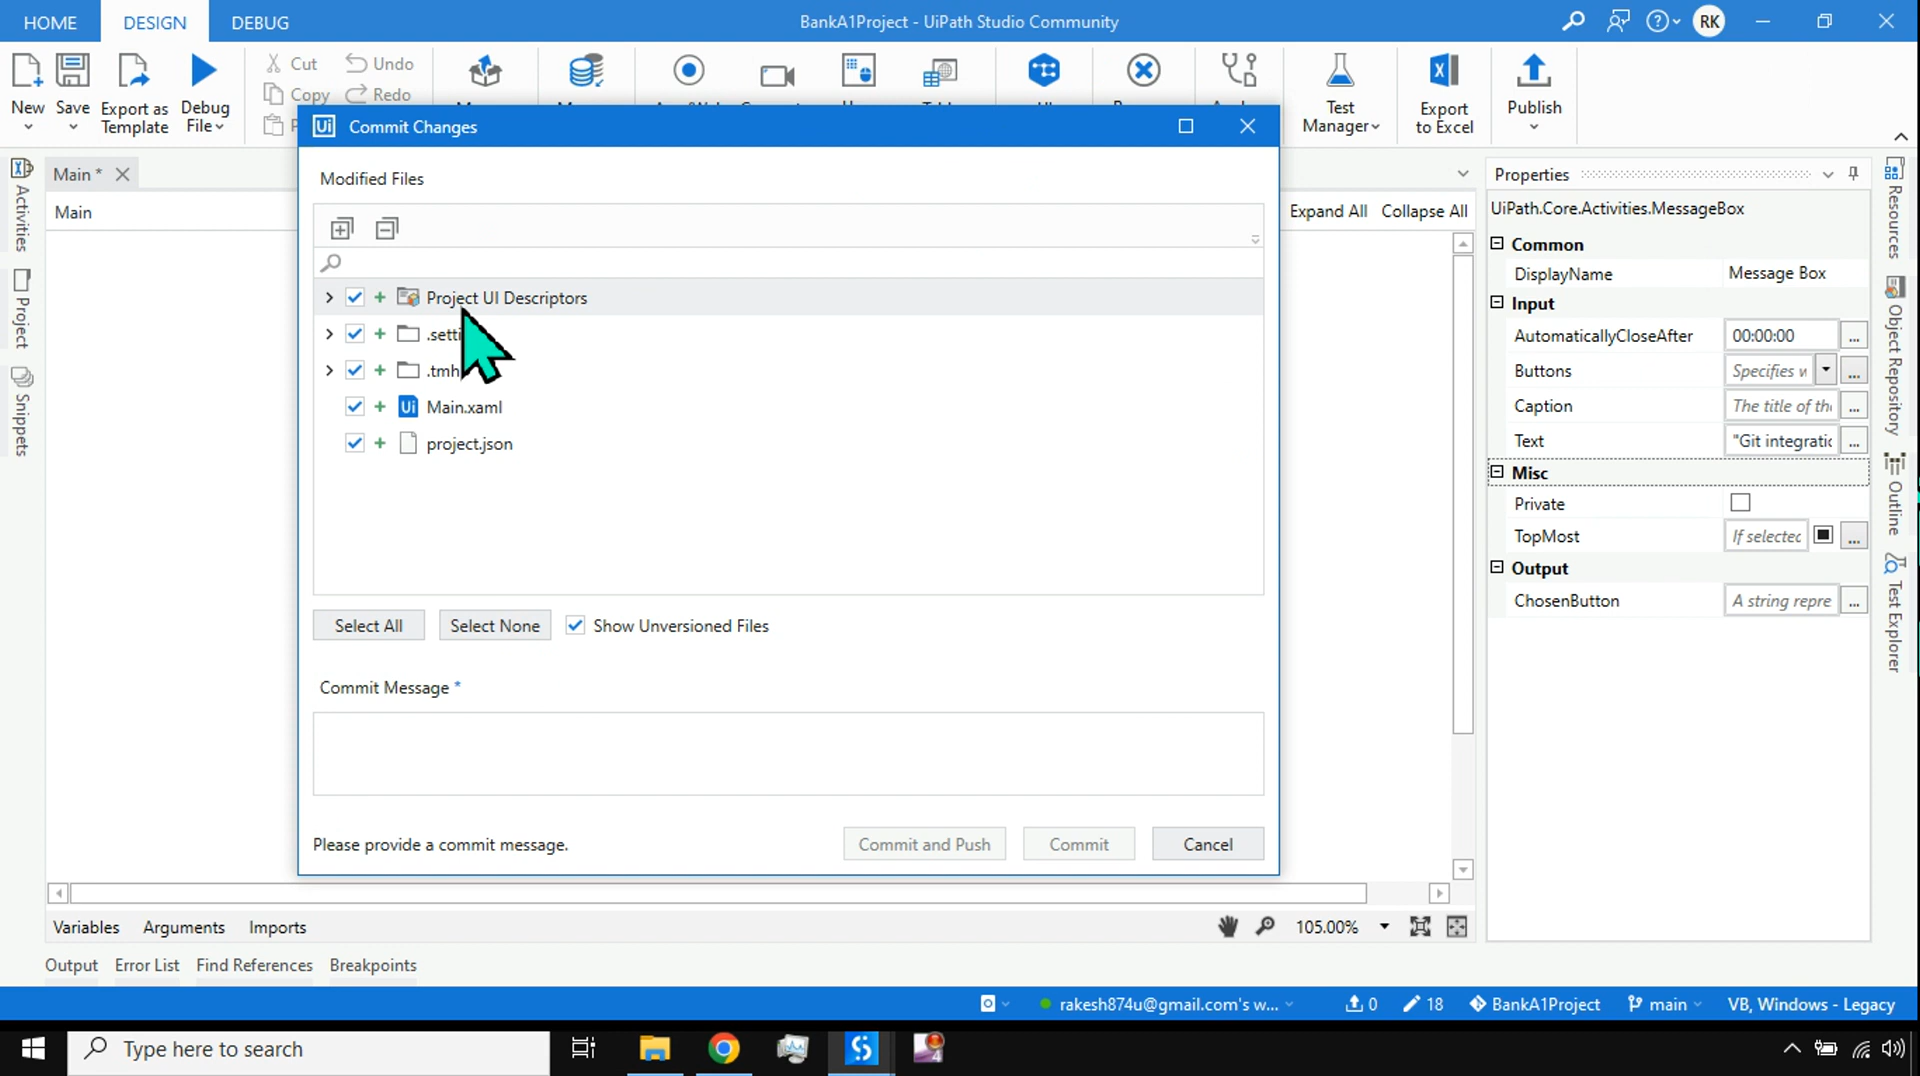 HOME DESIGN DEBUG BankA1Project - UiPath Studio Community RK
New Save Export as Template Debug File
Cut Undo
Copy Redo
Test Manager
Export to Excel
Publish
Ui Commit Changes
Modified Files
Project UI Descriptors
Main.xaml
project.json
Select All Select None Show Unversioned Files
Commit Message *
Please provide a commit message. Commit and Push Commit Cancel
Activities
Project
Snippets
Main *
Main
Expand All Collapse All
Properties
UiPath.Core.Activities.MessageBox
Common
DisplayName Message Box
Input
AutomaticallyCloseAfter 00:00:00 ...
Buttons Specifies ...
Caption The title of ...
Text "Git ...
Misc
Private
TopMost If ...
Output
ChosenButton A string ...
Resources
Object Repository
Outline
Test Explorer
Variables Arguments Imports 105.00%
Output Error List Find References Breakpoints
rakesh874u@gmail.com's w... 0 18 BankA1Project main VB, Windows - Legacy
Type here to search